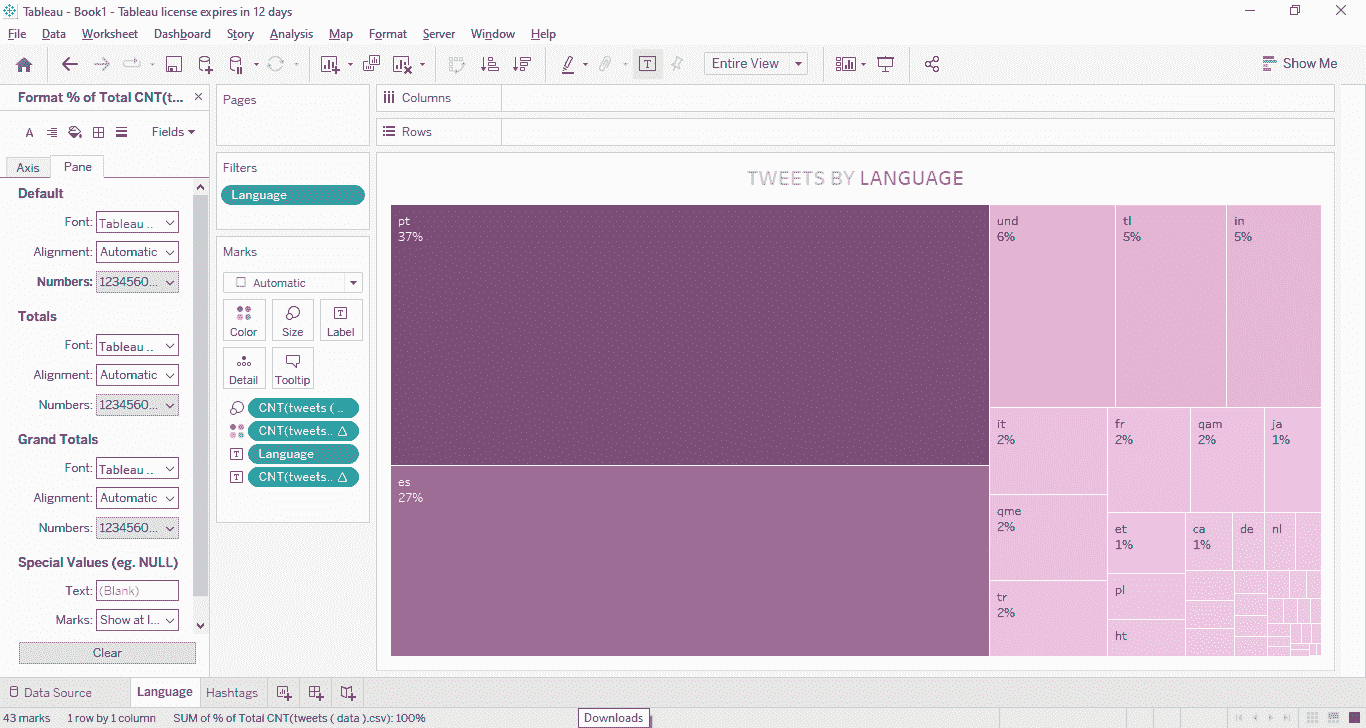 Tableau - Book1 - Tableau license expires in 12 days
File Data Worksheet Dashboard Story Analysis Map Format Server Window Help
Entire View
Show Me
Format % of Total CNT(t...
Fields
Axis Pane
Default
Font: Tableau ..
Alignment: Automatic
Numbers: 1234560...
Totals
Font: Tableau ..
Alignment: Automatic
Numbers: 1234560...
Grand Totals
Font: Tableau ..
Alignment: Automatic
Numbers: 1234560...
Special Values (eg. NULL)
Text: (Blank)
Marks: Show at I...
Clear
Pages
Filters
Language
Marks
Automatic
Color Size Label
Detail Tooltip
CNT(tweets ( ..
CNT(tweets.. △
Language
CNT(tweets.. △
Columns
Rows
TWEETS BY LANGUAGE
pt
37%
es
27%
und
6%
tl
5%
in
5%
it
2%
fr
2%
qam
2%
ja
1%
qme
2%
et
1%
ca
1%
de
nl
tr
2%
pl
ht
Data Source Language Hashtags
43 marks 1 row by 1 column SUM of % of Total CNT(tweets ( data ).csv): 100%
Downloads